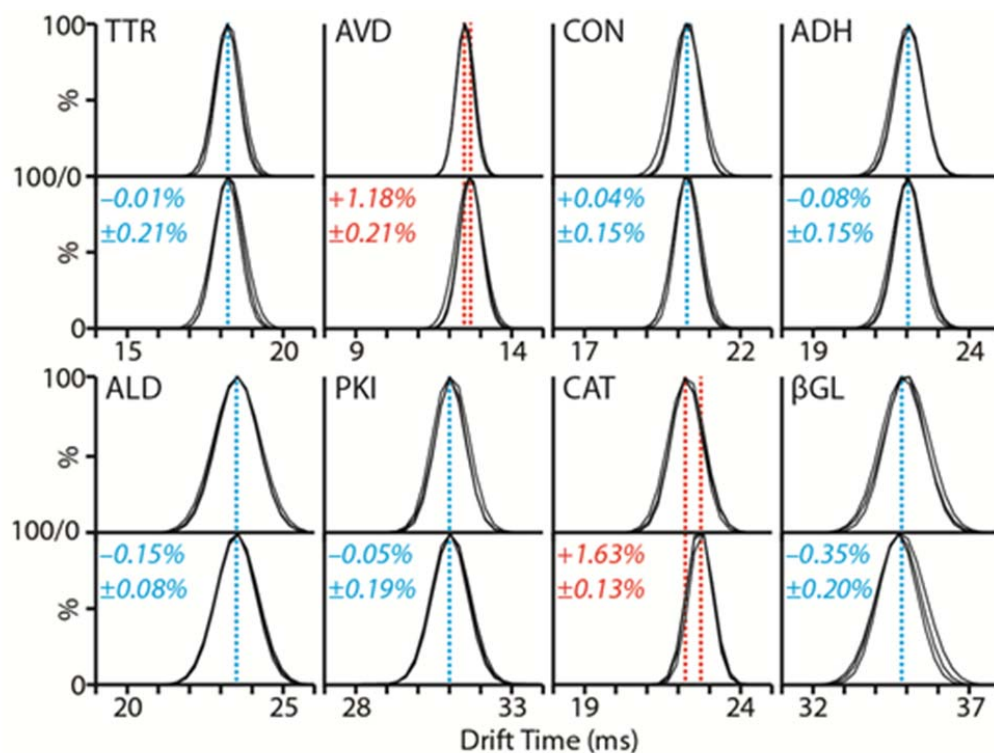 100 TTR AVD CON ADH
%
100/0
–0.01% +1.18% +0.04% –0.08%
±0.21% ±0.21% ±0.15% ±0.15%
%
0
15 20 9 14 17 22 19 24
100 ALD PKI CAT βGL
%
100/0
–0.15% –0.05% +1.63% –0.35%
±0.08% ±0.19% ±0.13% ±0.20%
%
0
20 25 28 33 19 24 32 37
Drift Time (ms)